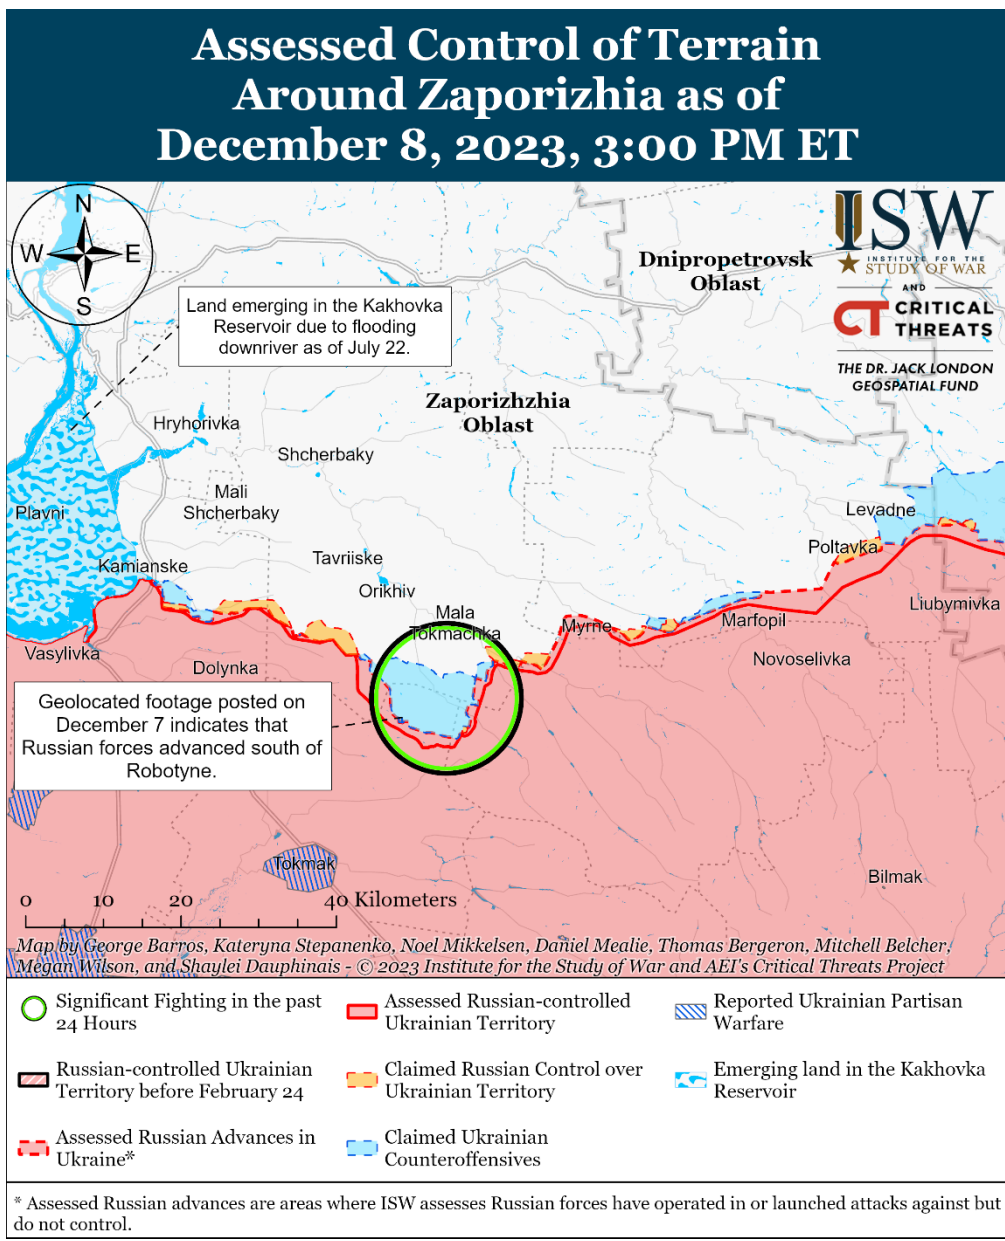 Assessed Control of Terrain
Around Zaporizhia as of
December 8, 2023, 3:00 PM ET
N
W
E
S
ISW
INSTITUTE FOR THE
STUDY OF WAR
AND
CT CRITICAL
THREATS
THE DR. JACK LONDON
GEOSPATIAL FUND
Dnipropetrovsk
Oblast
Land emerging in the Kakhovka
Reservoir due to flooding
downriver as of July 22.
Zaporizhzhia
Oblast
Hryhorivka
Shcherbaky
Mali
Shcherbaky
Plavni
Levadne
Poltavka
Kamianske
Tavriiske
Orikhiv
Mala
Tokmachka
Myrne
Marfopil
Liubymivka
Vasylivka
Dolynka
Novoselivka
Geolocated footage posted on
December 7 indicates that
Russian forces advanced south of
Robotyne.
Tokmak
Bilmak
0 10 20 40 Kilometers
Map by George Barros, Kateryna Stepanenko, Noel Mikkelsen, Daniel Mealie, Thomas Bergeron, Mitchell Belcher,
Megan Wilson, and Shaylei Dauphinais - © 2023 Institute for the Study of War and AEI's Critical Threats Project
Significant Fighting in the past
24 Hours
Russian-controlled Ukrainian
Territory before February 24
Assessed Russian Advances in
Ukraine*
Assessed Russian-controlled
Ukrainian Territory
Claimed Russian Control over
Ukrainian Territory
Claimed Ukrainian
Counteroffensives
Reported Ukrainian Partisan
Warfare
Emerging land in the Kakhovka
Reservoir
* Assessed Russian advances are areas where ISW assesses Russian forces have operated in or launched attacks against but
do not control.